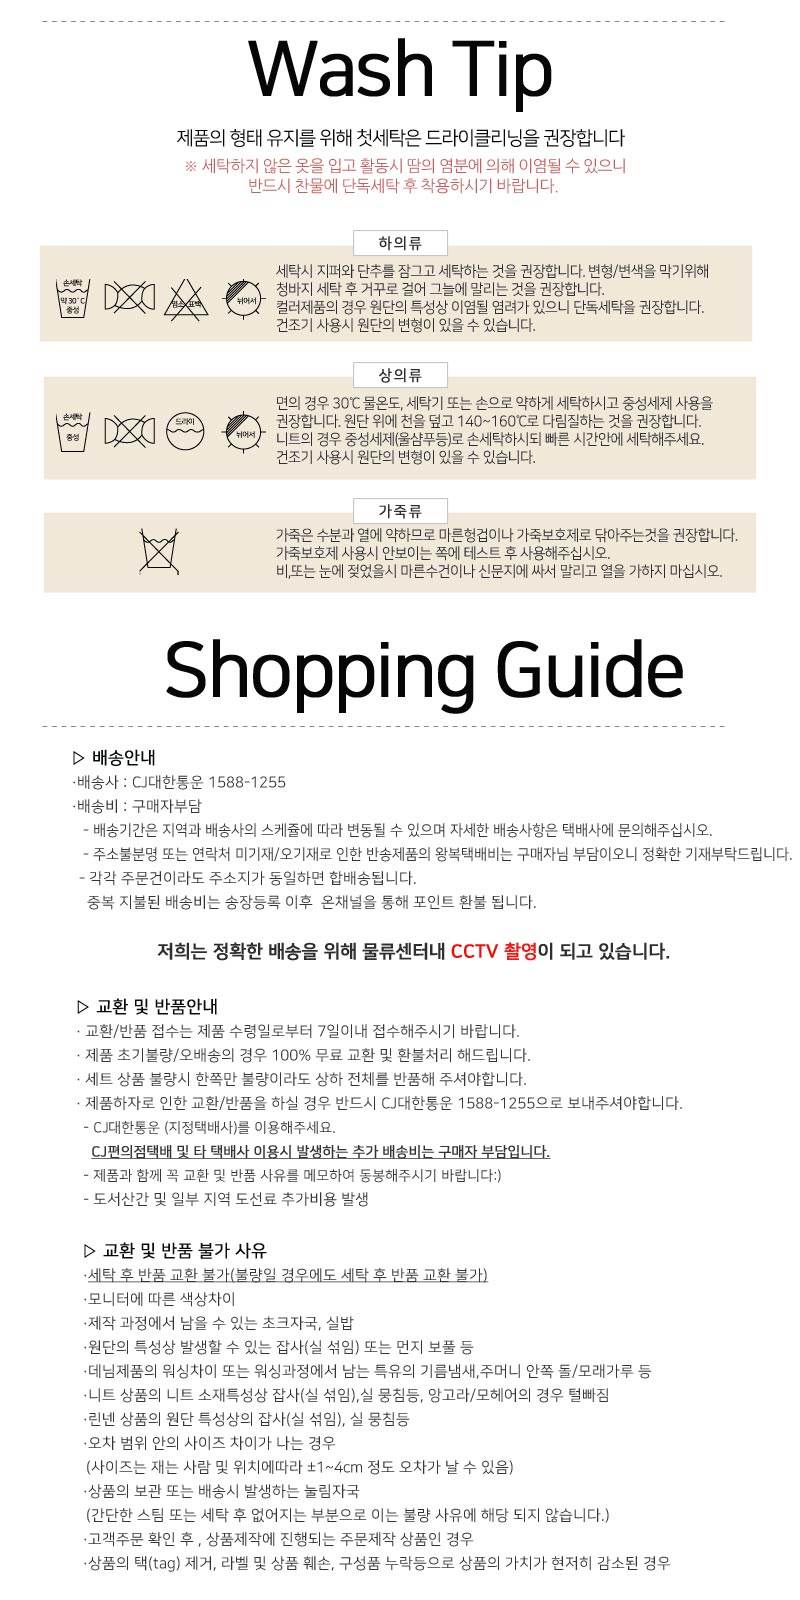 Wash Tip
제품의 형태 유지를 위해 첫세탁은 드라이클리닝을 권장합니다
※ 세탁하지 않은 옷을 입고 활동시 땀의 염분에 의해 이염될 수 있으니
반드시 찬물에 단독세탁 후 착용하시기 바랍니다.
하의류
손세탁
약 30˚C
중성
염소 표백
뉘어서
세탁시 지퍼와 단추를 잠그고 세탁하는 것을 권장합니다. 변형/변색을 막기위해
청바지 세탁 후 거꾸로 걸어 그늘에 말리는 것을 권장합니다.
컬러제품의 경우 원단의 특성상 이염될 염려가 있으니 단독세탁을 권장합니다.
건조기 사용시 원단의 변형이 있을 수 있습니다.
상의류
손세탁
중성
드라이
뉘어서
면의 경우 30℃ 물온도, 세탁기 또는 손으로 약하게 세탁하시고 중성세제 사용을
권장합니다. 원단 위에 천을 덮고 140~160℃로 다림질하는 것을 권장합니다.
니트의 경우 중성세제(울샴푸등)로 손세탁하시되 빠른 시간안에 세탁해주세요.
건조기 사용시 원단의 변형이 있을 수 있습니다.
가죽류
가죽은 수분과 열에 약하므로 마른헝겁이나 가죽보호제로 닦아주는것을 권장합니다.
가죽보호제 사용시 안보이는 쪽에 테스트 후 사용해주십시오.
비,또는 눈에 젖었을시 마른수건이나 신문지에 싸서 말리고 열을 가하지 마십시오.
Shopping Guide
▷ 배송안내
·배송사 : CJ대한통운 1588-1255
·배송비 : 구매자부담
- 배송기간은 지역과 배송사의 스케쥴에 따라 변동될 수 있으며 자세한 배송사항은 택배사에 문의해주십시오.
- 주소불분명 또는 연락처 미기재/오기재로 인한 반송제품의 왕복택배비는 구매자님 부담이오니 정확한 기재부탁드립니다.
- 각각 주문건이라도 주소지가 동일하면 합배송됩니다.
중복 지불된 배송비는 송장등록 이후 온채널을 통해 포인트 환불 됩니다.
저희는 정확한 배송을 위해 물류센터내 CCTV 촬영이 되고 있습니다.
▷ 교환 및 반품안내
· 교환/반품 접수는 제품 수령일로부터 7일이내 접수해주시기 바랍니다.
· 제품 초기불량/오배송의 경우 100% 무료 교환 및 환불처리 해드립니다.
· 세트 상품 불량시 한쪽만 불량이라도 상하 전체를 반품해 주셔야합니다.
· 제품하자로 인한 교환/반품을 하실 경우 반드시 CJ대한통운 1588-1255으로 보내주셔야합니다.
- CJ대한통운 (지정택배사)를 이용해주세요.
CJ편의점택배 및 타 택배사 이용시 발생하는 추가 배송비는 구매자 부담입니다.
- 제품과 함께 꼭 교환 및 반품 사유를 메모하여 동봉해주시기 바랍니다:)
- 도서산간 및 일부 지역 도선료 추가비용 발생
▷ 교환 및 반품 불가 사유
·세탁 후 반품 교환 불가(불량일 경우에도 세탁 후 반품 교환 불가)
·모니터에 따른 색상차이
·제작 과정에서 남을 수 있는 초크자국, 실밥
·원단의 특성상 발생할 수 있는 잡사(실 섞임) 또는 먼지 보풀 등
·데님제품의 워싱차이 또는 워싱과정에서 남는 특유의 기름냄새,주머니 안쪽 돌/모래가루 등
·니트 상품의 니트 소재특성상 잡사(실 섞임),실 뭉침등, 앙고라/모헤어의 경우 털빠짐
·린넨 상품의 원단 특성상의 잡사(실 섞임), 실 뭉침등
·오차 범위 안의 사이즈 차이가 나는 경우
(사이즈는 재는 사람 및 위치에따라 ±1~4cm 정도 오차가 날 수 있음)
·상품의 보관 또는 배송시 발생하는 눌림자국
(간단한 스팀 또는 세탁 후 없어지는 부분으로 이는 불량 사유에 해당 되지 않습니다.)
·고객주문 확인 후 , 상품제작에 진행되는 주문제작 상품인 경우
·상품의 택(tag) 제거, 라벨 및 상품 훼손, 구성품 누락등으로 상품의 가치가 현저히 감소된 경우